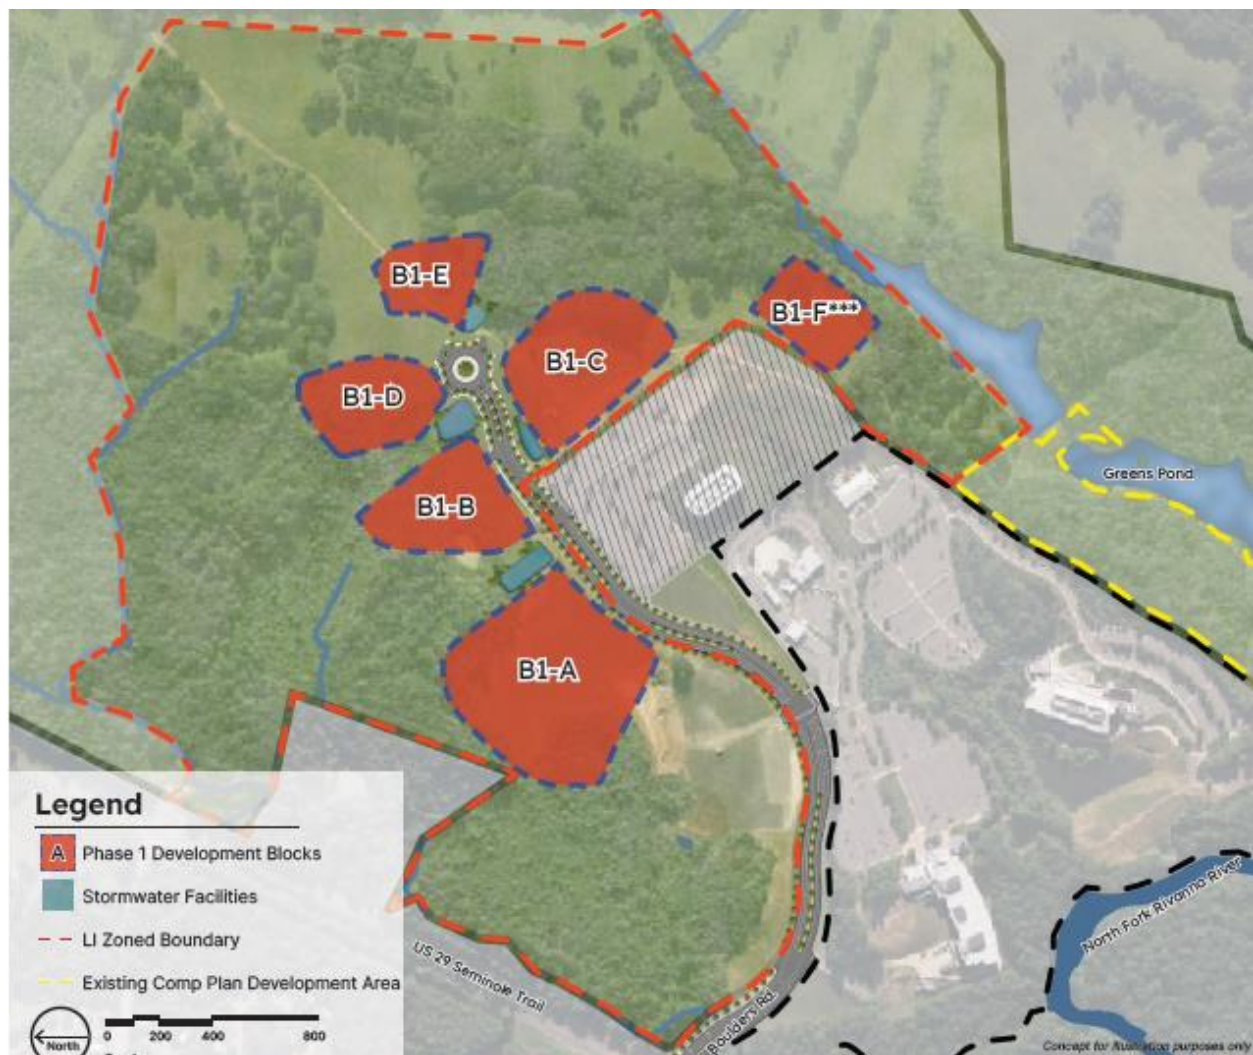 B1-E
B1-F***
B1-C
B1-D
B1-B
B1-A
Greens Pond
North Fork Rivanna River
US 29 Seminole Trail
Boulders Rd.
Legend
A Phase 1 Development Blocks
Stormwater Facilities
LI Zoned Boundary
Existing Comp Plan Development Area
North
0 200 400 800
Concept for illustration purposes only